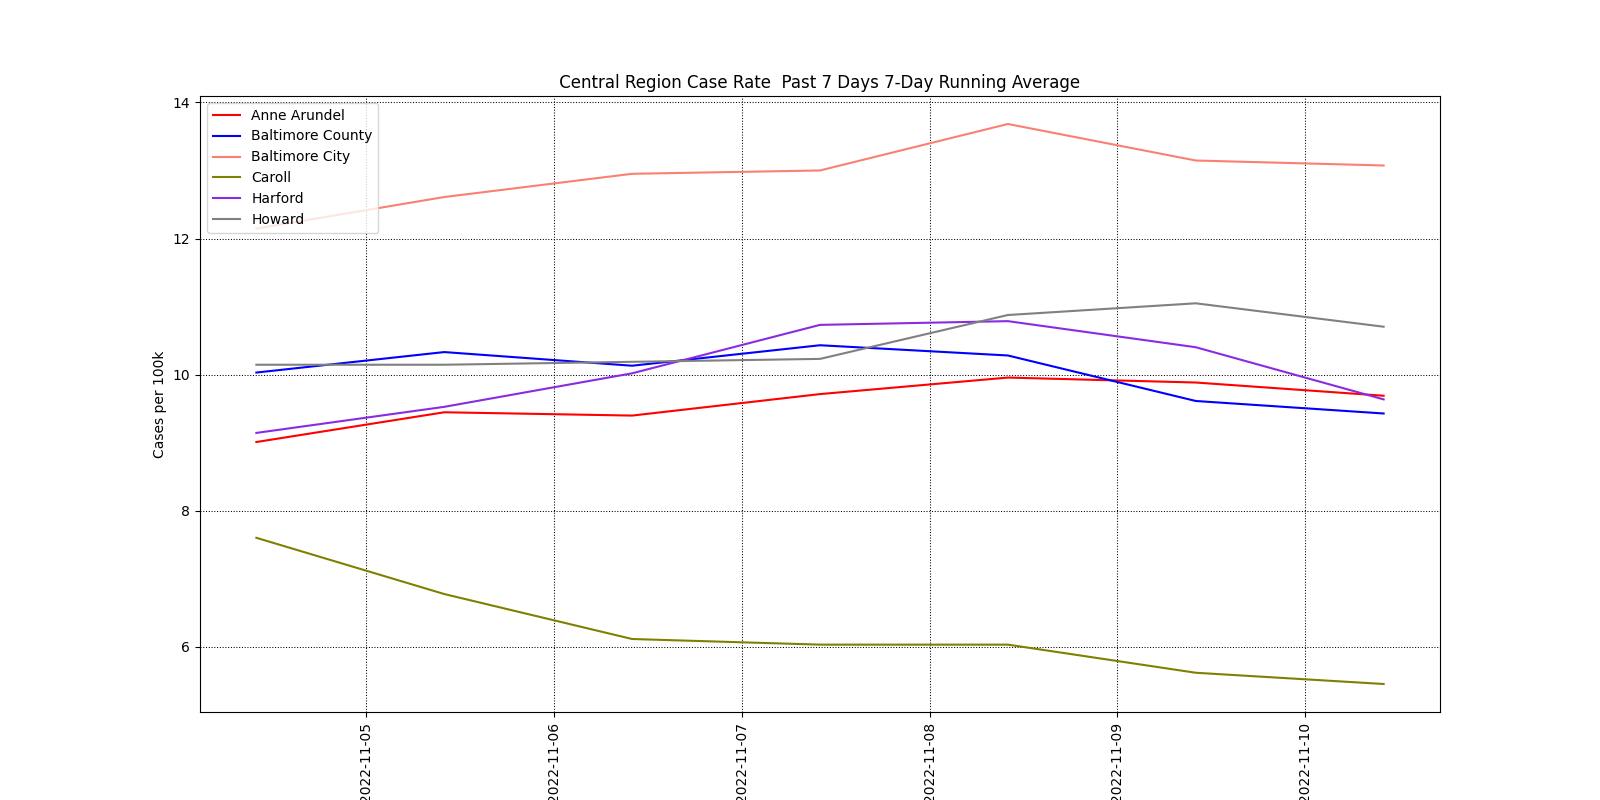 Central Region Case Rate  Past 7 Days 7-Day Running Average
14
12
10
8
6
Cases per 100k
Anne Arundel
Baltimore County
Baltimore City
Caroll
Harford
Howard
2022-11-05
2022-11-06
2022-11-07
2022-11-08
2022-11-09
2022-11-10